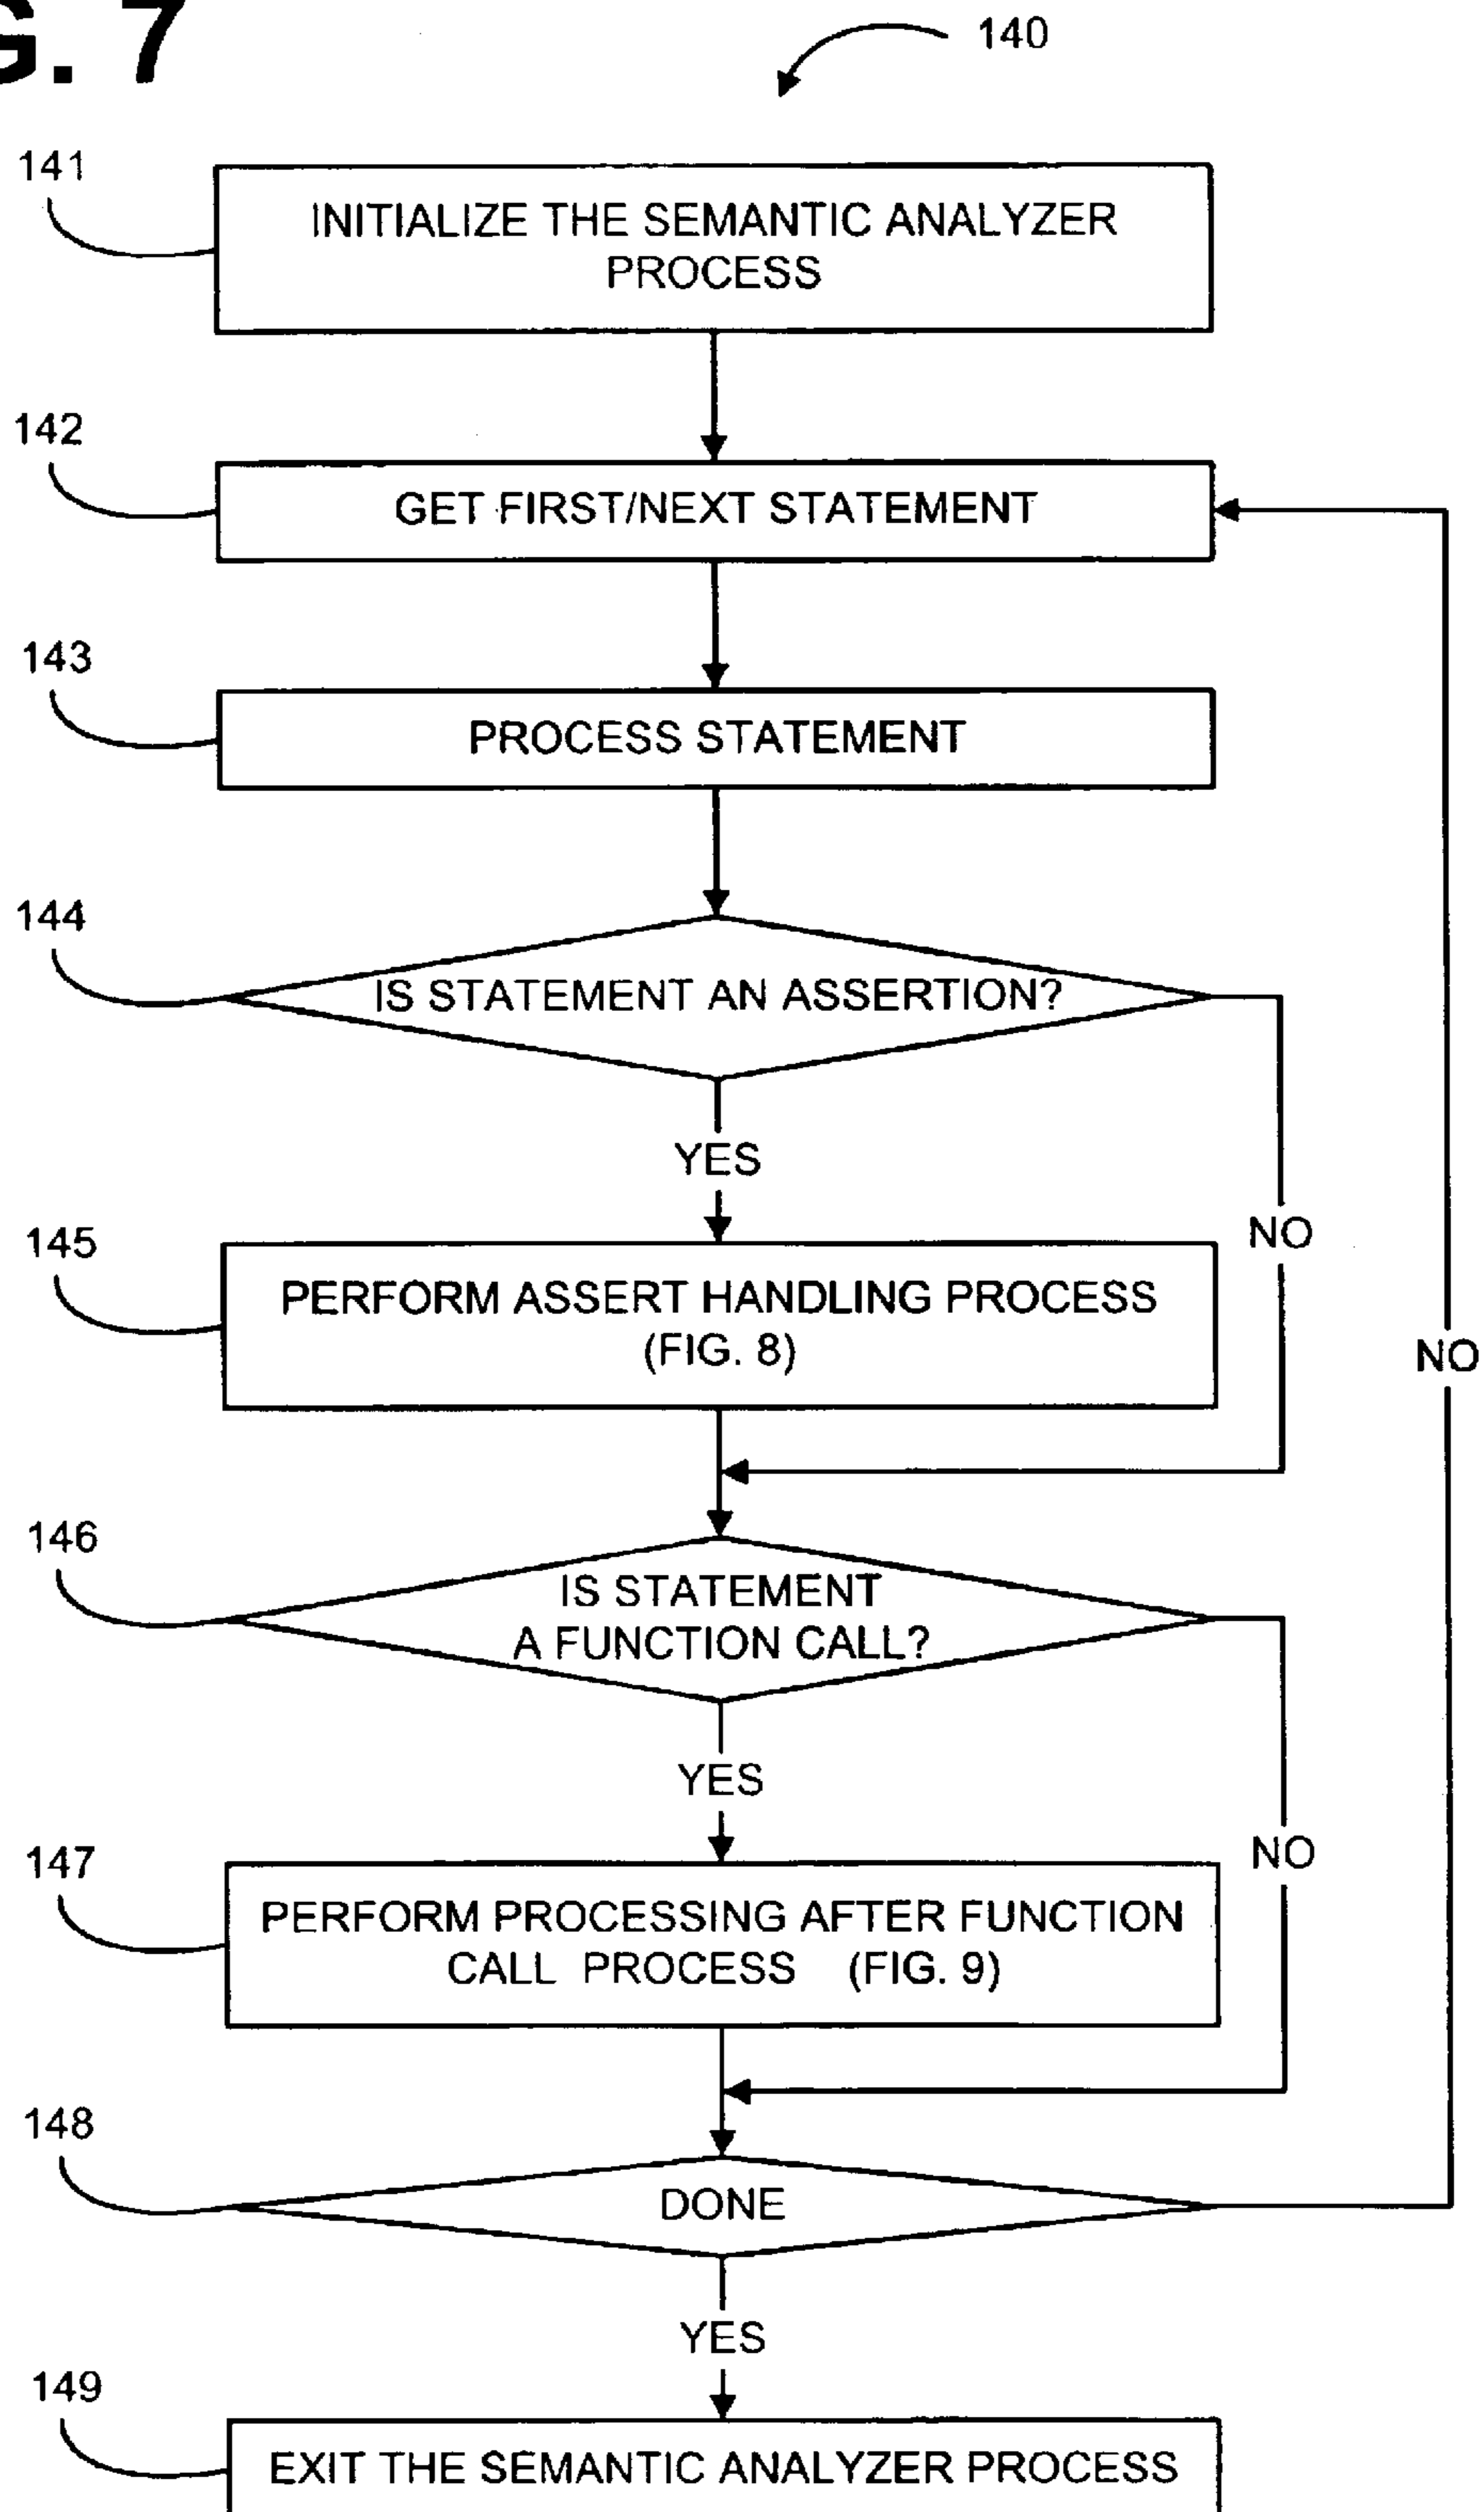 G. 7
140
141
INITIALIZE THE SEMANTIC ANALYZER
PROCESS
142
GET FIRST/NEXT STATEMENT
143
PROCESS STATEMENT
144
IS STATEMENT AN ASSERTION?
YES
NO
145
PERFORM ASSERT HANDLING PROCESS
(FIG. 8)
NO
146
IS STATEMENT
A FUNCTION CALL?
YES
NO
147
PERFORM PROCESSING AFTER FUNCTION
CALL PROCESS (FIG. 9)
148
DONE
YES
149
EXIT THE SEMANTIC ANALYZER PROCESS